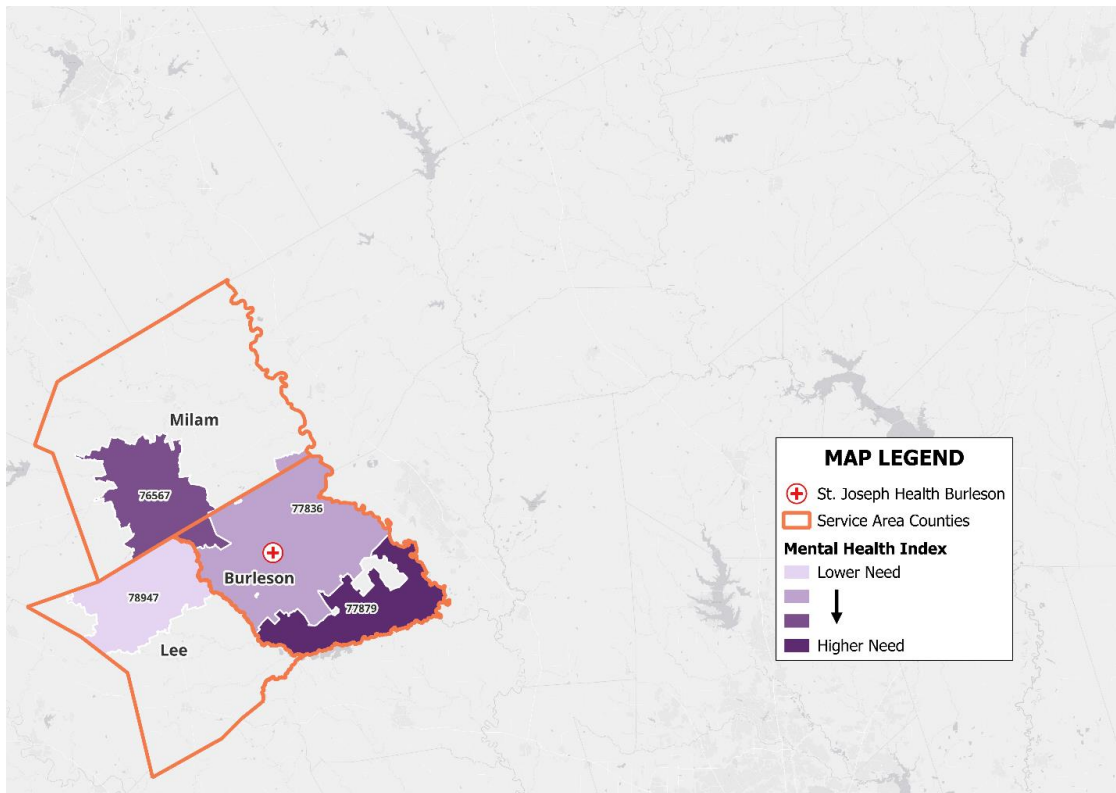 Milam
76567
77836
Burleson
78947
77879
Lee
MAP LEGEND
St. Joseph Health Burleson
Service Area Counties
Mental Health Index
Lower Need
Higher Need